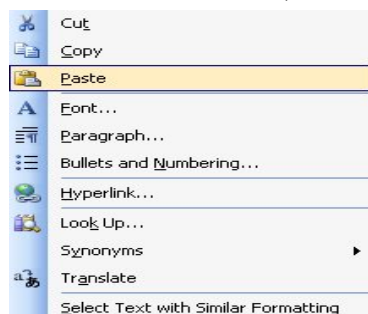 Cut
Copy
Paste
Font...
Paragraph...
Bullets and Numbering...
Hyperlink...
Look Up...
Synonyms
Translate
Select Text with Similar Formatting